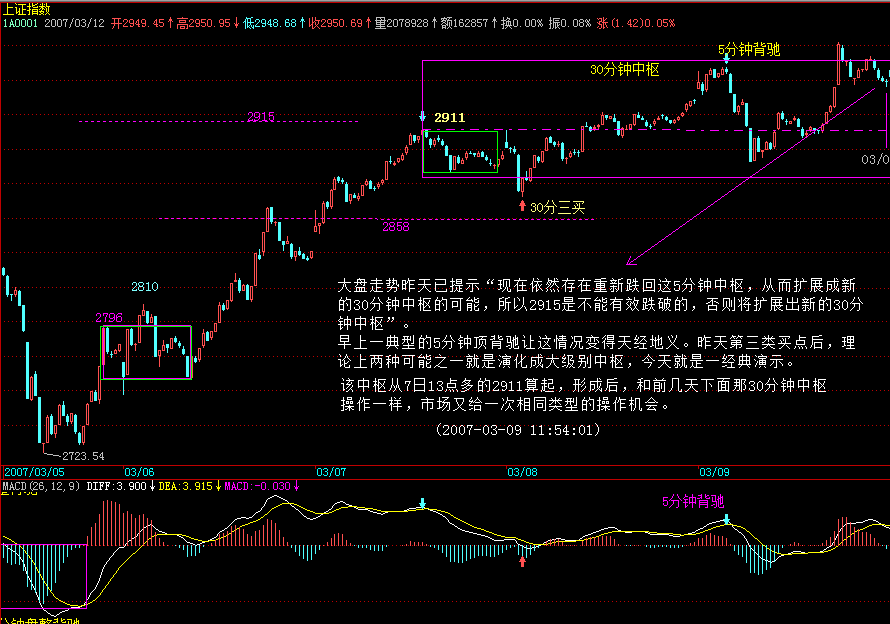 上证指数
1A0001 2007/03/12 开2949.45↑高2950.95↓低2948.68↑收2950.69↑量2078928↑额162857↑换0.00% 振0.08% 涨(1.42)0.05%
5分钟背驰
30分钟中枢
2915
2911
03/0
30分三买
2858
2810
2796
大盘走势昨天已提示“现在依然存在重新跌回这5分钟中枢，从而扩展成新
的30分钟中枢的可能，所以2915是不能有效跌破的，否则将扩展出新的30分
钟中枢”。
早上一典型的5分钟顶背驰让这情况变得天经地义。昨天第三类买点后，理
论上两种可能之一就是演化成大级别中枢，今天就是一经典演示。
该中枢从7日13点多的2911算起，形成后，和前几天下面那30分钟中枢
操作一样，市场又给一次相同类型的操作机会。
(2007-03-09 11:54:01)
2723.54
2007/03/05 03/06 03/07 03/08 03/09
MACD(26,12,9) DIFF:3.900↓DEA:3.915↓MACD:-0.030↓
5分钟背驰
分钟盘整背驰